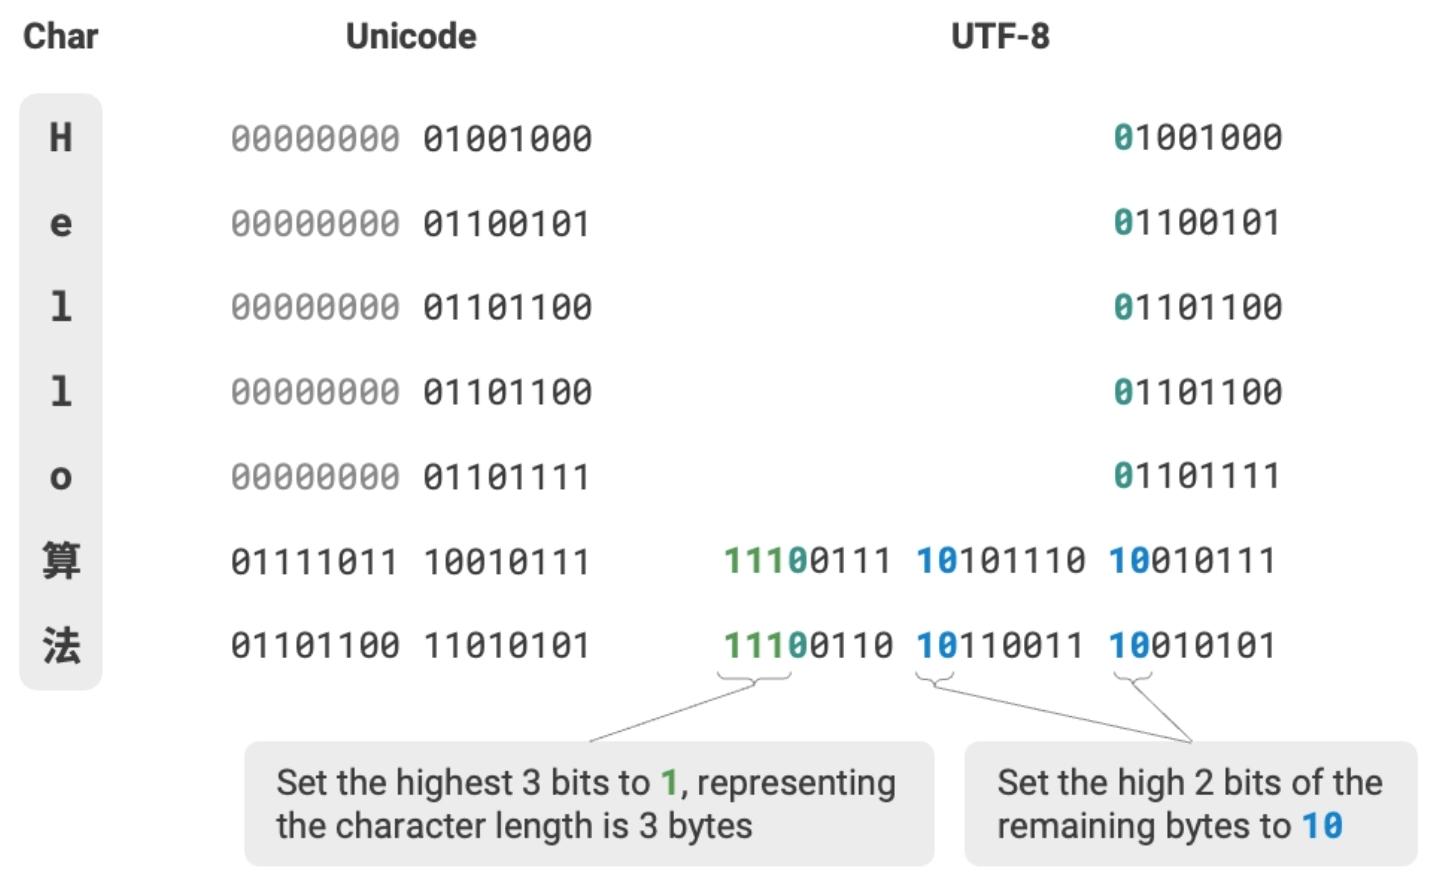 Char Unicode UTF-8
H 00000000 01001000 01001000
e 00000000 01100101 01100101
l 00000000 01101100 01101100
l 00000000 01101100 01101100
o 00000000 01101111 01101111
算 01111011 10010111 11100111 10101110 10010111
法 01101100 11010101 11100110 10110011 10010101
Set the highest 3 bits to 1, representing
the character length is 3 bytes
Set the high 2 bits of the
remaining bytes to 10